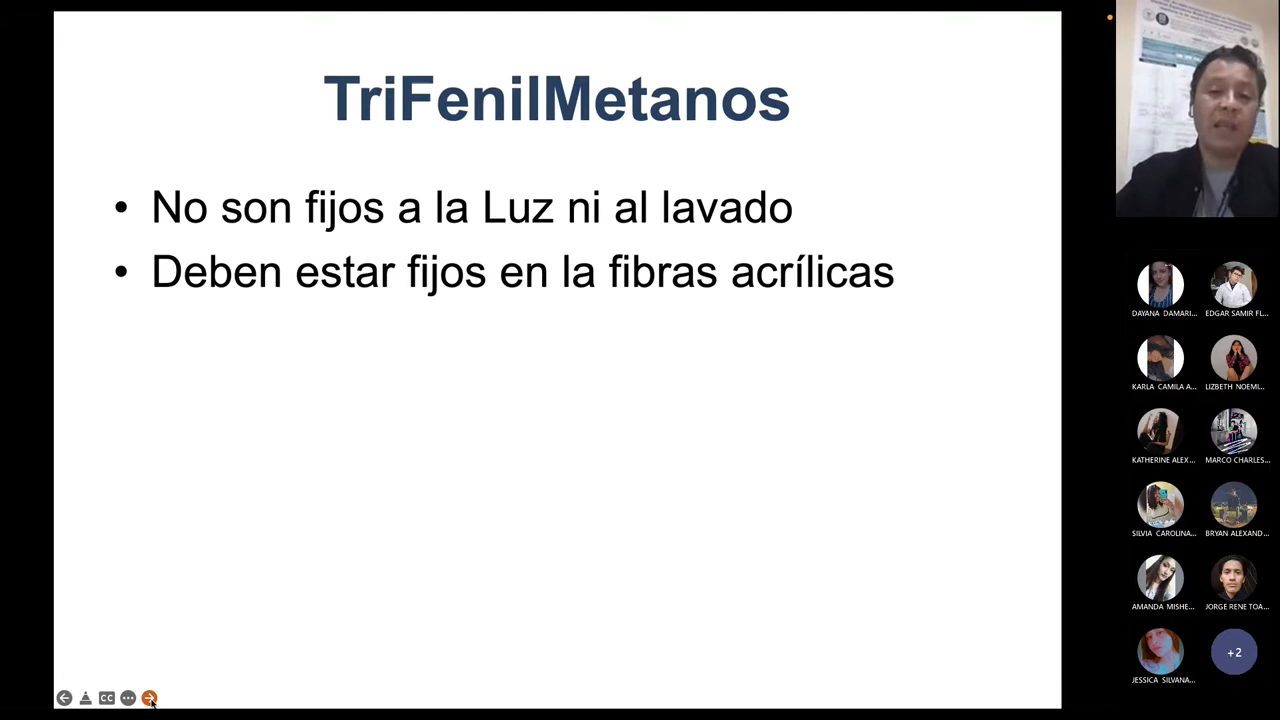 TriFenilMetanos
• No son fijos a la Luz ni al lavado
• Deben estar fijos en la fibras acrílicas
DAYANA DAMARI...
EDGAR SAMIR FL...
KARLA CAMILA A...
LIZBETH NOEMI...
KATHERINE ALEX...
MARCO CHARLES...
SILVIA CAROLINA...
BRYAN ALEXAND...
AMANDA MISHE...
JORGE RENE TOA...
JESSICA SILVANA...
+2
CC